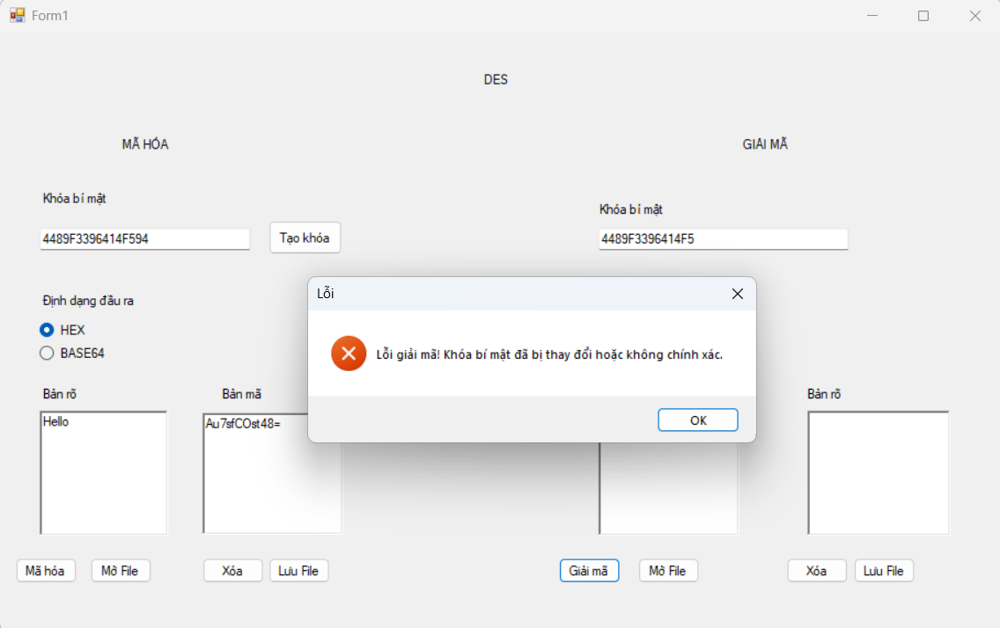 Form1
DES
MÃ HÓA
GIẢI MÃ
Khóa bí mật
Khóa bí mật
4489F3396414F594
Tạo khóa
4489F3396414F5
Định dạng đầu ra
HEX
BASE64
Lỗi
Lỗi giải mã! Khóa bí mật đã bị thay đổi hoặc không chính xác.
OK
Bản rõ
Bản mã
Bản rõ
Hello
Au7sfCOst48=
Mã hóa
Mở File
Xóa
Lưu File
Giải mã
Mở File
Xóa
Lưu File